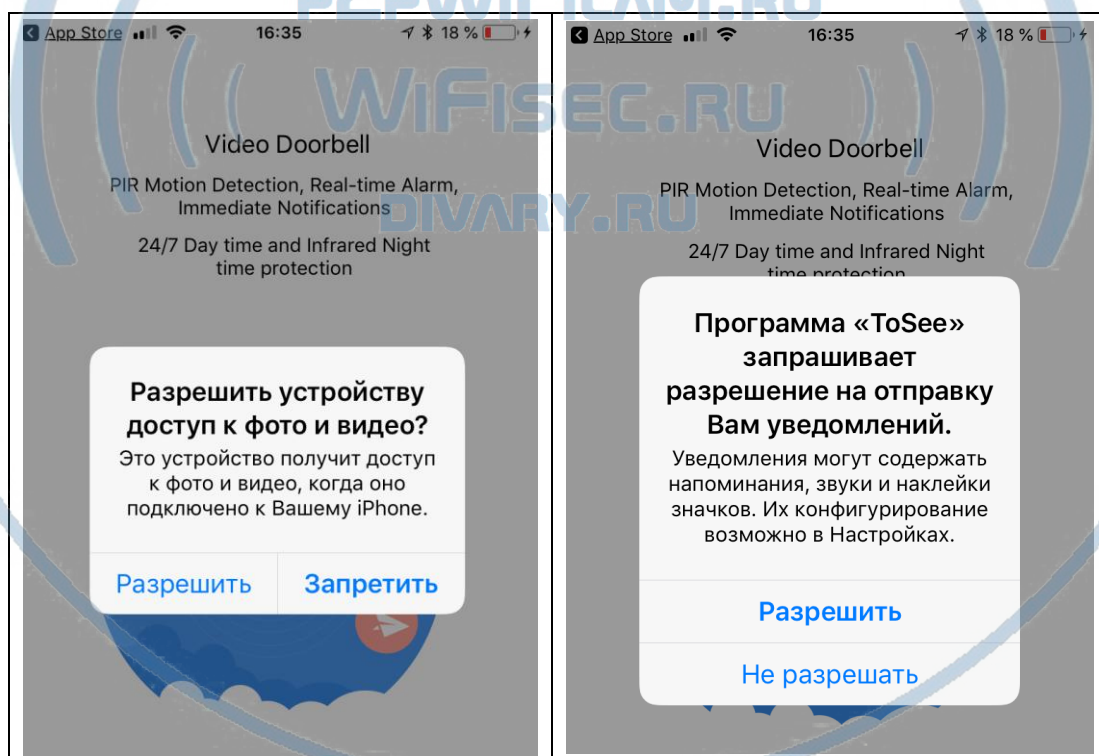 PEPWIFICAM.RU
App Store 16:35 18 %
Video Doorbell
PIR Motion Detection, Real-time Alarm,
Immediate Notifications
24/7 Day time and Infrared Night
time protection
Разрешить устройству
доступ к фото и видео?
Это устройство получит доступ
к фото и видео, когда оно
подключено к Вашему iPhone.
Разрешить Запретить
App Store 16:35 18 %
Video Doorbell
PIR Motion Detection, Real-time Alarm,
Immediate Notifications
24/7 Day time and Infrared Night
time protection
Программа «ToSee»
запрашивает
разрешение на отправку
Вам уведомлений.
Уведомления могут содержать
напоминания, звуки и наклейки
значков. Их конфигурирование
возможно в Настройках.
Разрешить
Не разрешать
WIFISEC.RU
DIVARY.RU